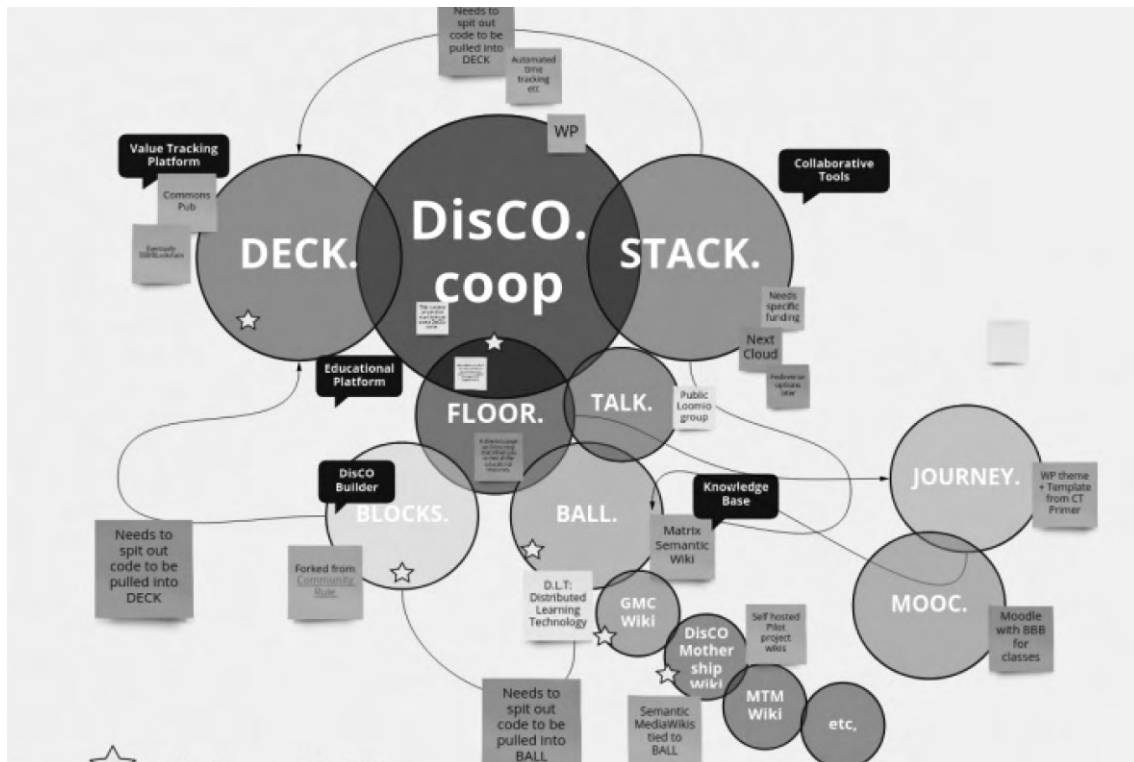 Needs to
spit out
code to be
pulled into
DECK
Automated
time
tracking
etc
WP
Value Tracking
Platform
Commons
Pub
Eventually
DECK.
DisCO.
coop
STACK.
Collaborative
Tools
Needs
specific
funding
Next
Cloud
Fediverse
options
later
Educational
Platform
FLOOR.
TALK.
Public
Loomio
group
DisCO
Builder
BLOCKS.
Forked from
Community
Rule
Needs to
spit out
code to be
pulled into
DECK
BALL.
Knowledge
Base
Matrix
Semantic
Wiki
D.L.T:
Distributed
Learning
Technology
JOURNEY.
WP theme
+ Template
from CT
Primer
MOOC.
Moodle
with BBB
for
classes
GMC
Wiki
DisCO
Mother
ship
Wiki
Self hosted
Pilot
project
wikis
MTM
Wiki
etc,
Semantic
MediaWikis
tied to
BALL
Needs to
spit out
code to be
pulled into
BALL